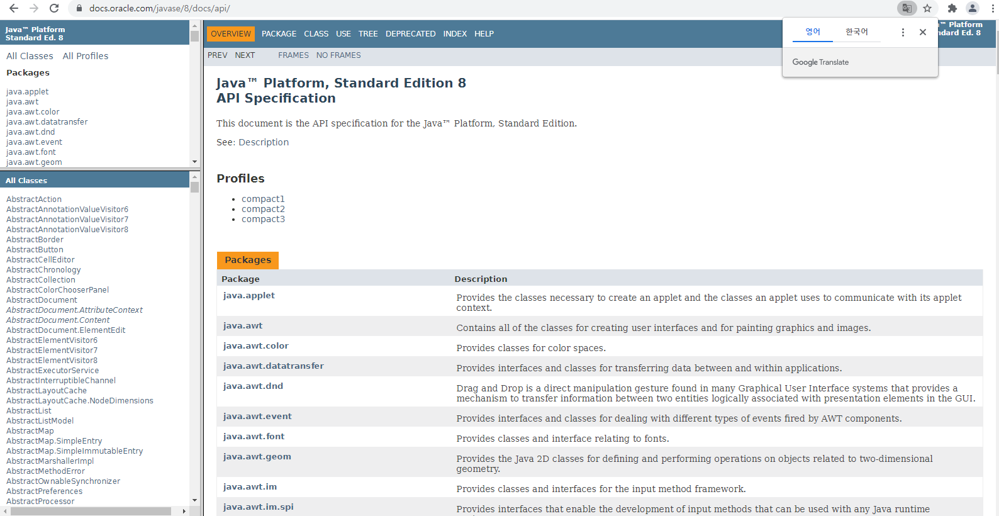 docs.oracle.com/javase/8/docs/api/
Java™ Platform
Standard Ed. 8
All Classes All Profiles
Packages
java.applet
java.awt
java.awt.color
java.awt.datatransfer
java.awt.dnd
java.awt.event
java.awt.font
java.awt.geom
All Classes
AbstractAction
AbstractAnnotationValueVisitor6
AbstractAnnotationValueVisitor7
AbstractAnnotationValueVisitor8
AbstractBorder
AbstractButton
AbstractCellEditor
AbstractChronology
AbstractCollection
AbstractColorChooserPanel
AbstractDocument
AbstractDocument.AttributeContext
AbstractDocument.Content
AbstractDocument.ElementEdit
AbstractElementVisitor6
AbstractElementVisitor7
AbstractElementVisitor8
AbstractExecutorService
AbstractInterruptibleChannel
AbstractLayoutCache
AbstractLayoutCache.NodeDimensions
AbstractList
AbstractListModel
AbstractMap
AbstractMap.SimpleEntry
AbstractMap.SimpleImmutableEntry
AbstractMarshallerImpl
AbstractMethodError
AbstractOwnableSynchronizer
AbstractPreferences
AbstractProcessor
OVERVIEW PACKAGE CLASS USE TREE DEPRECATED INDEX HELP
™ Platform
Ed. 8
영어 한국어
Google Translate
PREV NEXT FRAMES NO FRAMES
Java™ Platform, Standard Edition 8
API Specification
This document is the API specification for the Java™ Platform, Standard Edition.
See: Description
Profiles
• compact1
• compact2
• compact3
Packages
Package Description
java.applet Provides the classes necessary to create an applet and the classes an applet uses to communicate with its applet
context.
java.awt Contains all of the classes for creating user interfaces and for painting graphics and images.
java.awt.color Provides classes for color spaces.
java.awt.datatransfer Provides interfaces and classes for transferring data between and within applications.
java.awt.dnd Drag and Drop is a direct manipulation gesture found in many Graphical User Interface systems that provides a
mechanism to transfer information between two entities logically associated with presentation elements in the GUI.
java.awt.event Provides interfaces and classes for dealing with different types of events fired by AWT components.
java.awt.font Provides classes and interface relating to fonts.
java.awt.geom Provides the Java 2D classes for defining and performing operations on objects related to two-dimensional
geometry.
java.awt.im Provides classes and interfaces for the input method framework.
java.awt.im.spi Provides interfaces that enable the development of input methods that can be used with any Java runtime